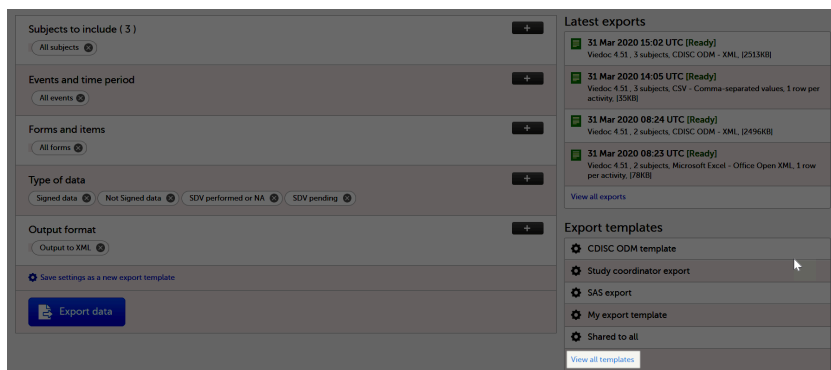 Subjects to include ( 3 )
All subjects
Events and time period
All events
Forms and items
All forms
Type of data
Signed data Not Signed data SDV performed or NA SDV pending
Output format
Output to XML
Save settings as a new export template
Export data
Latest exports
31 Mar 2020 15:02 UTC [Ready]
Viedoc 4.51 , 3 subjects, CDISC ODM - XML, [2513KB]
31 Mar 2020 14:05 UTC [Ready]
Viedoc 4.51 , 3 subjects, CSV - Comma-separated values, 1 row per
activity, [35KB]
31 Mar 2020 08:24 UTC [Ready]
Viedoc 4.51 , 2 subjects, CDISC ODM - XML, [2496KB]
31 Mar 2020 08:23 UTC [Ready]
Viedoc 4.51 , 2 subjects, Microsoft Excel - Office Open XML, 1 row
per activity, [78KB]
View all exports
Export templates
CDISC ODM template
Study coordinator export
SAS export
My export template
Shared to all
View all templates